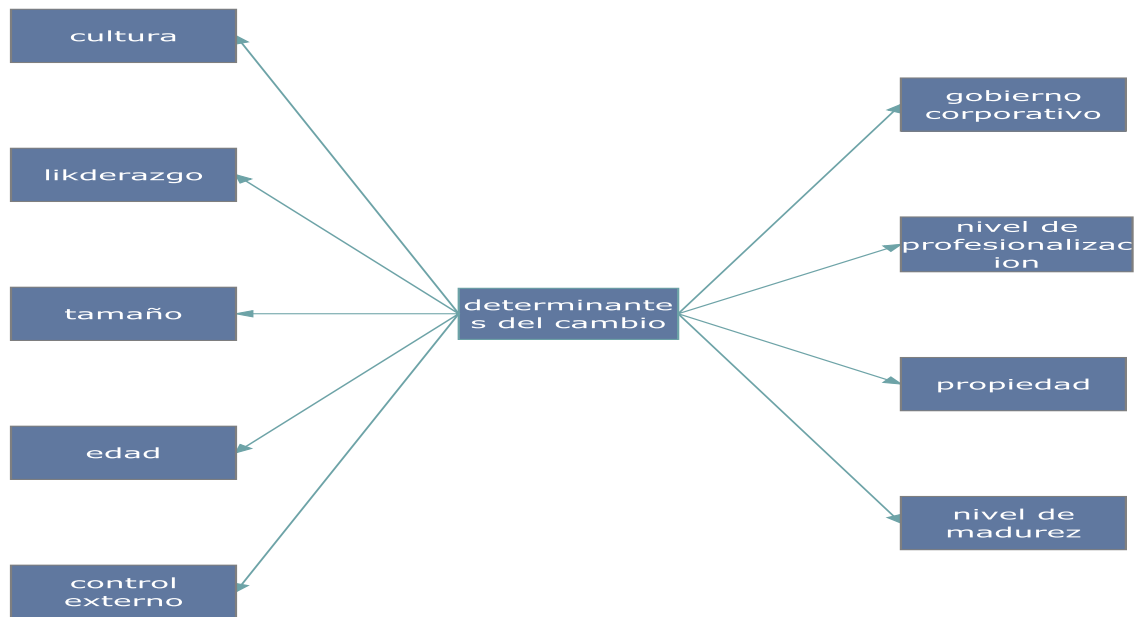 cultura
likderazgo
tamaño
edad
control
externo
determinante
s del cambio
gobierno
corporativo
nivel de
profesionalizac
ion
propiedad
nivel de
madurez